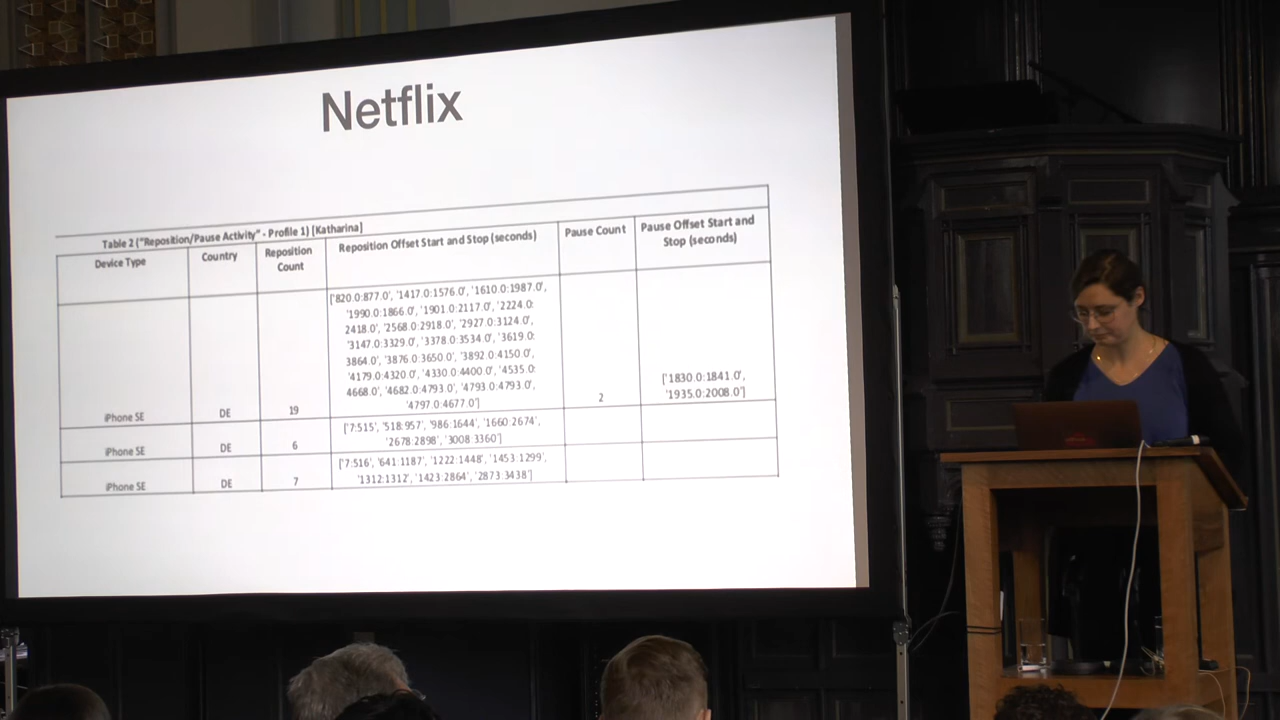 Netflix
Table 2 ("Reposition/Pause Activity" - Profile 1) [Katharina]
Device Type
Country
Reposition
Count
Reposition Offset Start and Stop (seconds)
Pause Count
Pause Offset Start and
Stop (seconds)
iPhone SE
DE
19
['820.0:877.0', '1417.0:1576.0', '1610.0:1987.0',
'1990.0:1866.0', '1901.0:2117.0', '2224.0:
2418.0', '2568.0:2918.0', '2927.0:3124.0',
'3147.0:3329.0', '3378.0:3534.0', '3619.0:
3864.0', '3876.0:3650.0', '3892.0:4150.0',
'4179.0:4320.0', '4330.0:4400.0', '4535.0:
4668.0', '4682.0:4793.0', '4793.0:4793.0',
'4797.0:4677.0']
2
['1830.0:1841.0',
'1935.0:2008.0']
iPhone SE
DE
6
['7:515', '518:957', '986:1644', '1660:2674',
'2678:2898', '3008:3360']
iPhone SE
DE
7
['7:516', '641:1187', '1222:1448', '1453:1299',
'1312:1312', '1423:2864', '2873:3438']